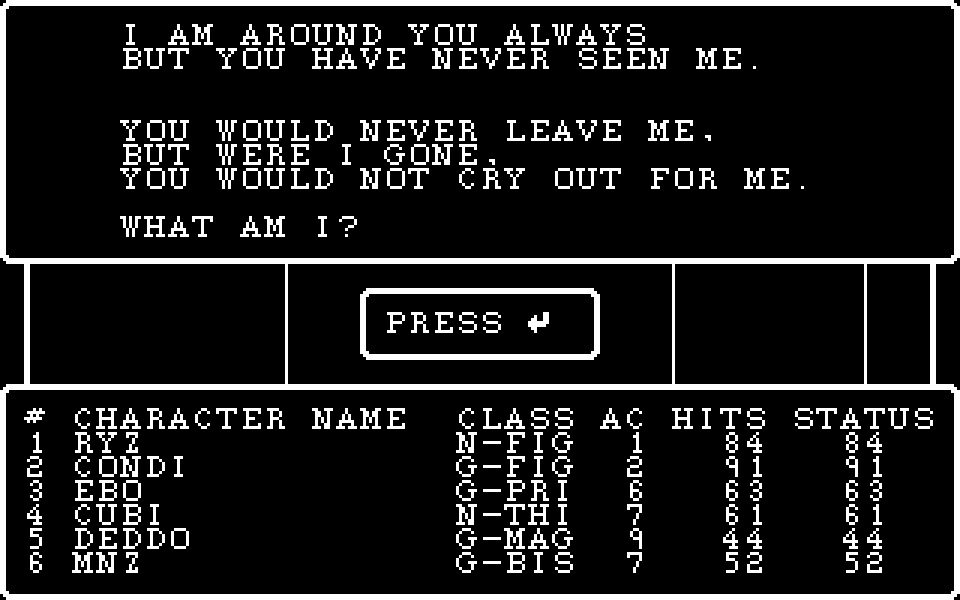 I AM AROUND YOU ALWAYS
BUT YOU HAVE NEVER SEEN ME.
YOU WOULD NEVER LEAVE ME,
BUT WERE I GONE,
YOU WOULD NOT CRY OUT FOR ME.
WHAT AM I?
PRESS ↵
# CHARACTER NAME CLASS AC HITS STATUS
1 RYZ N-FIG 1 84 84
2 CONDI G-FIG 2 91 91
3 EBO G-PRI 6 63 63
4 CUBI N-THI 7 61 61
5 DEDDO G-MAG 9 44 44
6 MNZ G-BIS 7 52 52